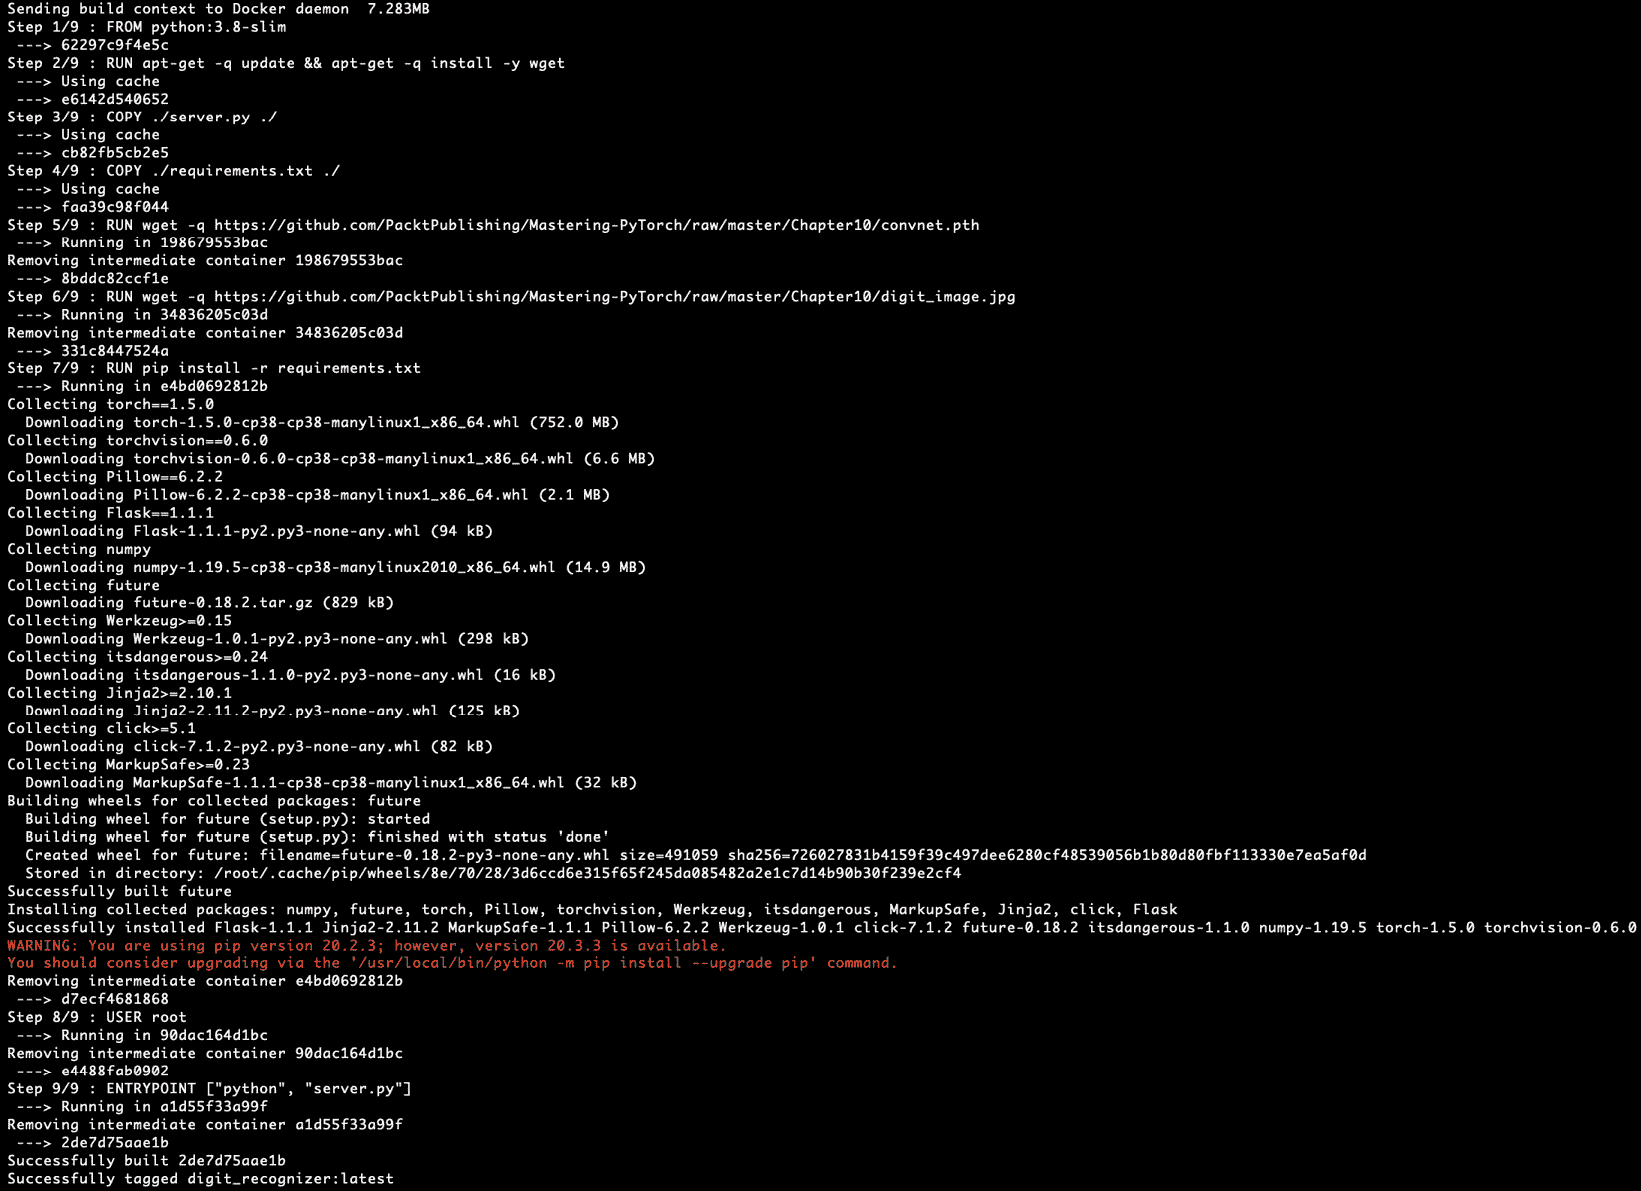 Sending build context to Docker daemon  7.283MB
Step 1/9 : FROM python:3.8-slim
 ---> 62297c9f4e5c
Step 2/9 : RUN apt-get -q update && apt-get -q install -y wget
 ---> Using cache
 ---> e6142d540652
Step 3/9 : COPY ./server.py ./
 ---> Using cache
 ---> cb82fb5cb2e5
Step 4/9 : COPY ./requirements.txt ./
 ---> Using cache
 ---> faa39c98f044
Step 5/9 : RUN wget -q https://github.com/PacktPublishing/Mastering-PyTorch/raw/master/Chapter10/convnet.pth
 ---> Running in 198679553bac
Removing intermediate container 198679553bac
 ---> 8bddc82ccf1e
Step 6/9 : RUN wget -q https://github.com/PacktPublishing/Mastering-PyTorch/raw/master/Chapter10/digit_image.jpg
 ---> Running in 34836205c03d
Removing intermediate container 34836205c03d
 ---> 331c8447524a
Step 7/9 : RUN pip install -r requirements.txt
 ---> Running in e4bd0692812b
Collecting torch==1.5.0
  Downloading torch-1.5.0-cp38-cp38-manylinux1_x86_64.whl (752.0 MB)
Collecting torchvision==0.6.0
  Downloading torchvision-0.6.0-cp38-cp38-manylinux1_x86_64.whl (6.6 MB)
Collecting Pillow==6.2.2
  Downloading Pillow-6.2.2-cp38-cp38-manylinux1_x86_64.whl (2.1 MB)
Collecting Flask==1.1.1
  Downloading Flask-1.1.1-py2.py3-none-any.whl (94 kB)
Collecting numpy
  Downloading numpy-1.19.5-cp38-cp38-manylinux2010_x86_64.whl (14.9 MB)
Collecting future
  Downloading future-0.18.2.tar.gz (829 kB)
Collecting Werkzeug>=0.15
  Downloading Werkzeug-1.0.1-py2.py3-none-any.whl (298 kB)
Collecting itsdangerous>=0.24
  Downloading itsdangerous-1.1.0-py2.py3-none-any.whl (16 kB)
Collecting Jinja2>=2.10.1
  Downloading Jinja2-2.11.2-py2.py3-none-any.whl (125 kB)
Collecting click>=5.1
  Downloading click-7.1.2-py2.py3-none-any.whl (82 kB)
Collecting MarkupSafe>=0.23
  Downloading MarkupSafe-1.1.1-cp38-cp38-manylinux1_x86_64.whl (32 kB)
Building wheels for collected packages: future
  Building wheel for future (setup.py): started
  Building wheel for future (setup.py): finished with status 'done'
  Created wheel for future: filename=future-0.18.2-py3-none-any.whl size=491059 sha256=726027831b4159f39c497dee6280cf48539056b1b80d80fbf113330e7ea5af0d
  Stored in directory: /root/.cache/pip/wheels/8e/70/28/3d6ccd6e315f65f245da085482a2e1c7d14b90b30f239e2cf4
Successfully built future
Installing collected packages: numpy, future, torch, Pillow, torchvision, Werkzeug, itsdangerous, MarkupSafe, Jinja2, click, Flask
Successfully installed Flask-1.1.1 Jinja2-2.11.2 MarkupSafe-1.1.1 Pillow-6.2.2 Werkzeug-1.0.1 click-7.1.2 future-0.18.2 itsdangerous-1.1.0 numpy-1.19.5 torch-1.5.0 torchvision-0.6.0
WARNING: You are using pip version 20.2.3; however, version 20.3.3 is available.
You should consider upgrading via the '/usr/local/bin/python -m pip install --upgrade pip' command.
Removing intermediate container e4bd0692812b
 ---> d7ecf4681868
Step 8/9 : USER root
 ---> Running in 90dac164d1bc
Removing intermediate container 90dac164d1bc
 ---> e4488fab0902
Step 9/9 : ENTRYPOINT ["python", "server.py"]
 ---> Running in a1d55f33a99f
Removing intermediate container a1d55f33a99f
 ---> 2de7d75aae1b
Successfully built 2de7d75aae1b
Successfully tagged digit_recognizer:latest